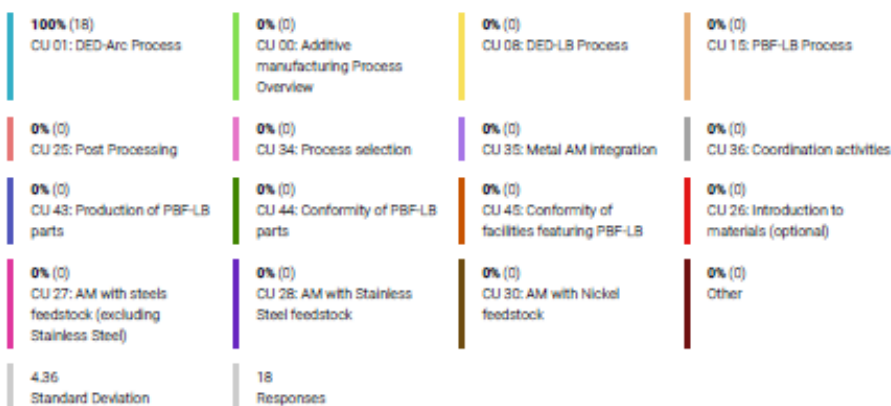 100% (18)
CU 01: DED-Arc Process
0% (0)
CU 00: Additive
manufacturing Process
Overview
0% (0)
CU 08: DED-LB Process
0% (0)
CU 15: PBF-LB Process
0% (0)
CU 25: Post Processing
0% (0)
CU 34: Process selection
0% (0)
CU 35: Metal AM integration
0% (0)
CU 36: Coordination activities
0% (0)
CU 43: Production of PBF-LB
parts
0% (0)
CU 44: Conformity of PBF-LB
parts
0% (0)
CU 45: Conformity of
facilities featuring PBF-LB
0% (0)
CU 26: Introduction to
materials (optional)
0% (0)
CU 27: AM with steels
feedstock (excluding
Stainless Steel)
0% (0)
CU 28: AM with Stainless
Steel feedstock
0% (0)
CU 30: AM with Nickel
feedstock
0% (0)
Other
4.36
Standard Deviation
18
Responses